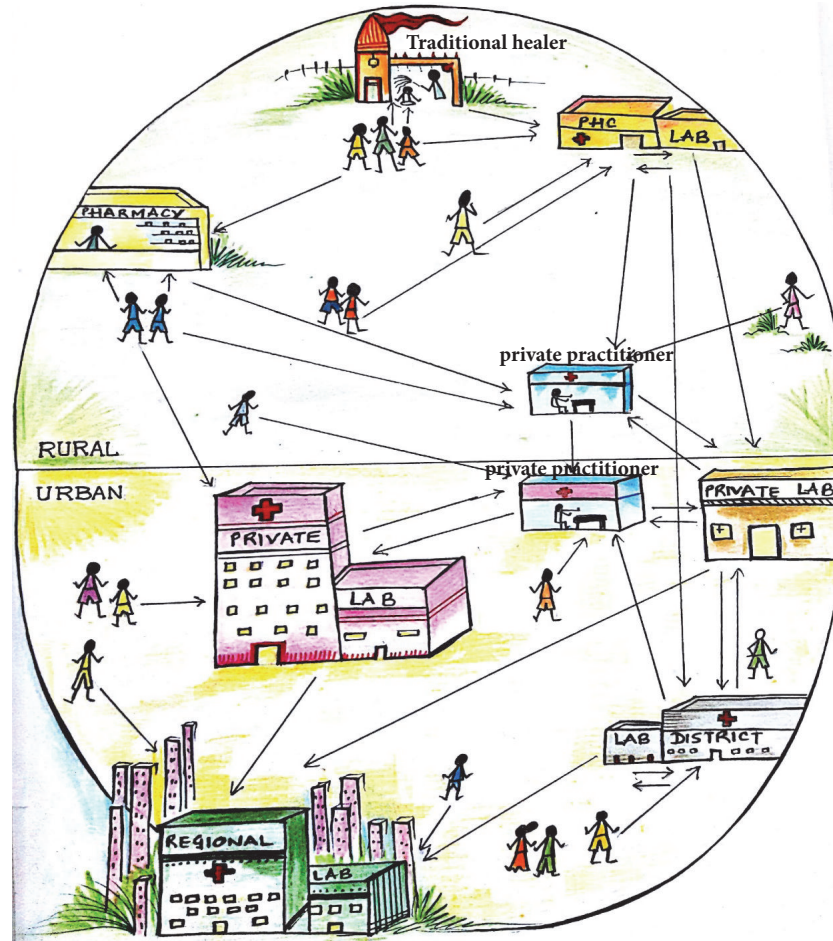 Traditional healer
PHC
LAB
PHARMACY
private practitioner
RURAL
private practitioner
URBAN
PRIVATE LAB
PRIVATE
LAB
LAB
DISTRICT
REGIONAL
LAB